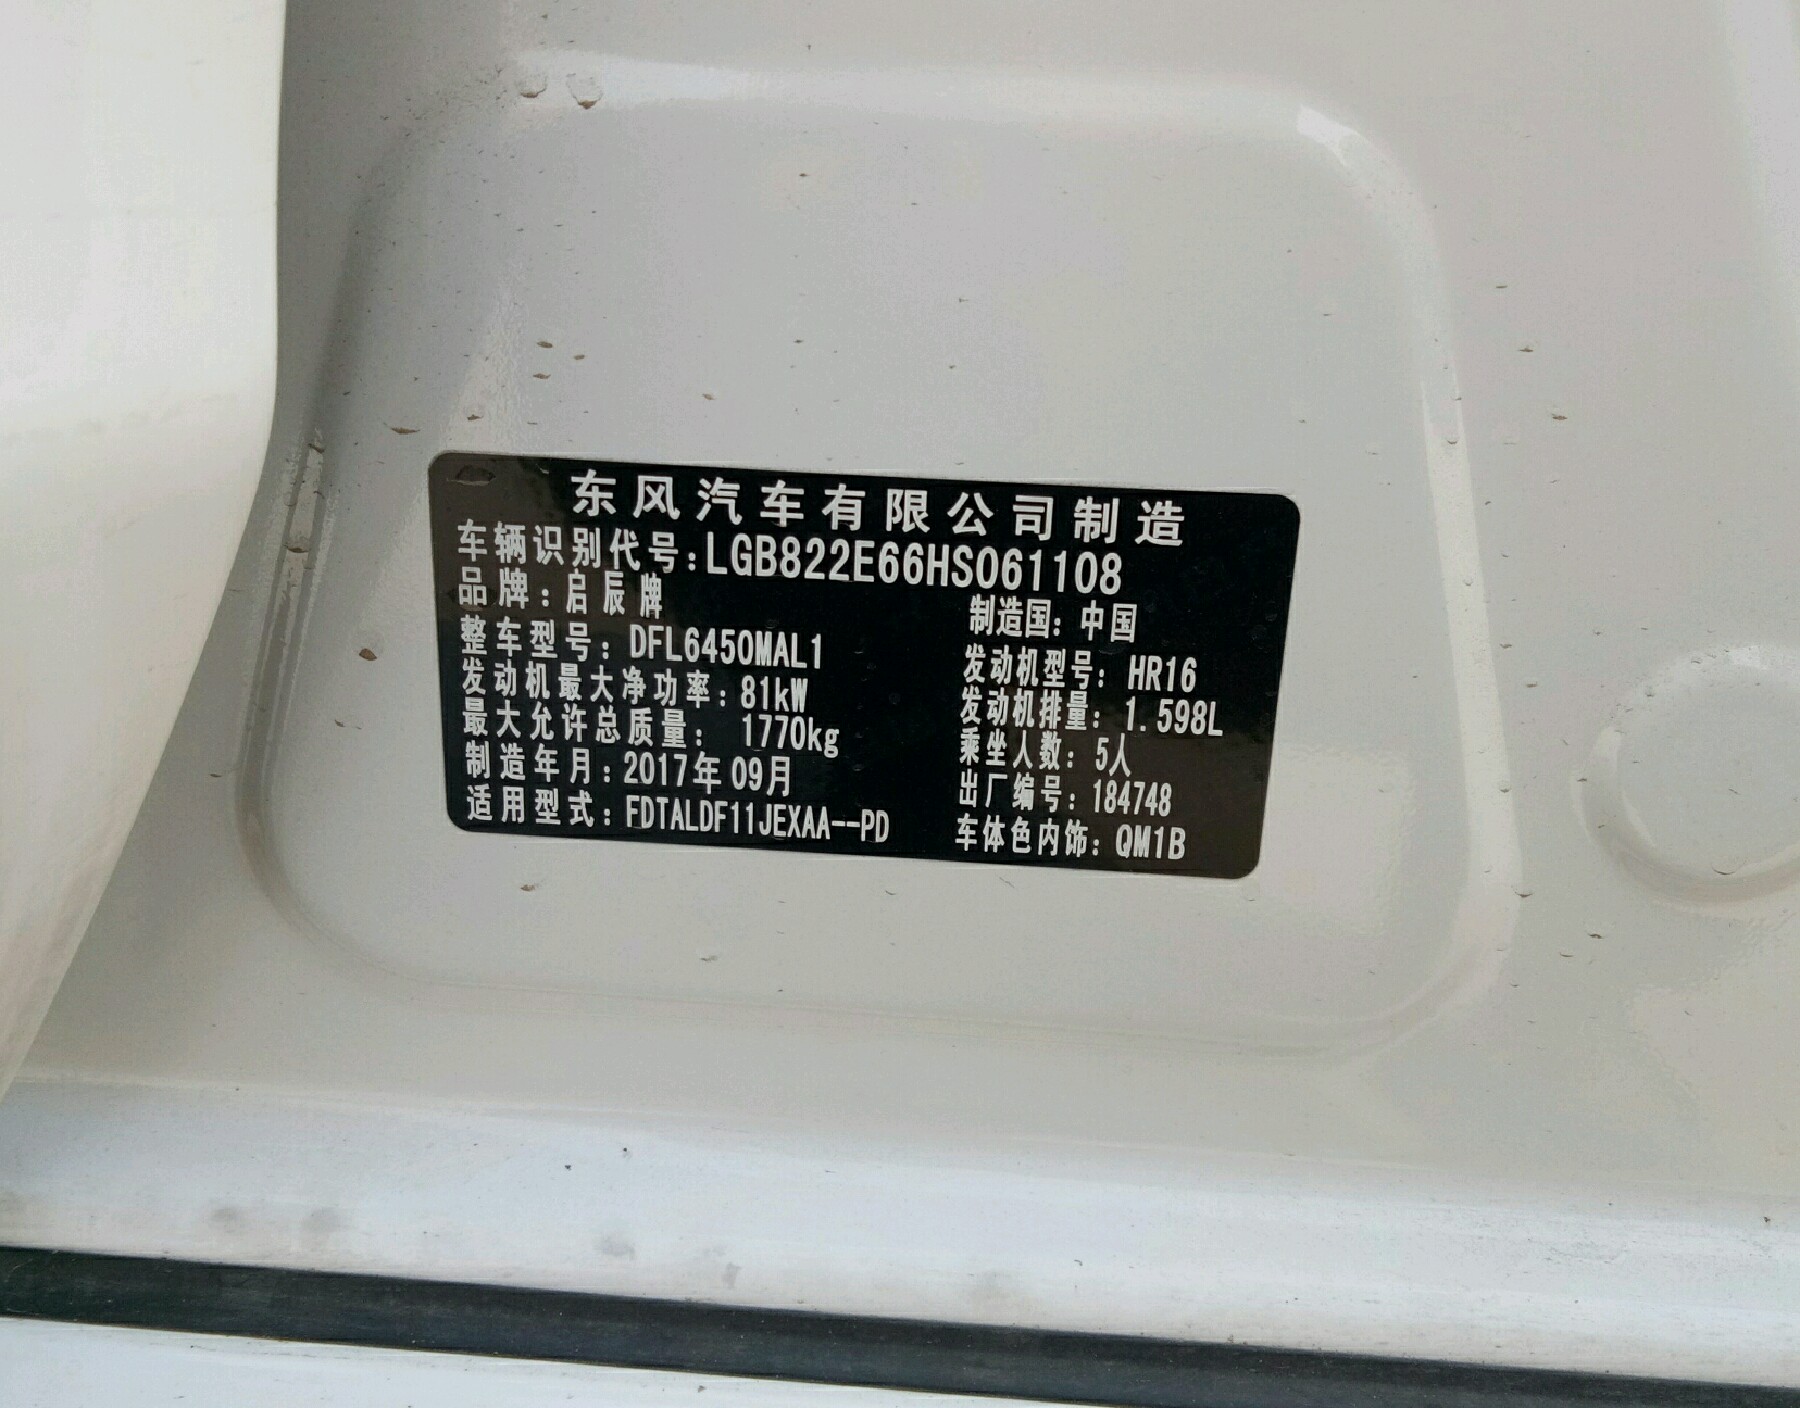 东风汽车有限公司制造
车辆识别代号:LGB822E66HS061108
品牌:启辰牌 制造国:中国
整车型号:DFL6450MAL1 发动机型号:HR16
发动机最大净功率:81kW 发动机排量:1.598L
最大允许总质量: 1770kg 乘坐人数:5人
制造年月:2017年09月 出厂编号:184748
适用型式:FDTALDF11JEXAA--PD 车体色内饰:QM1B